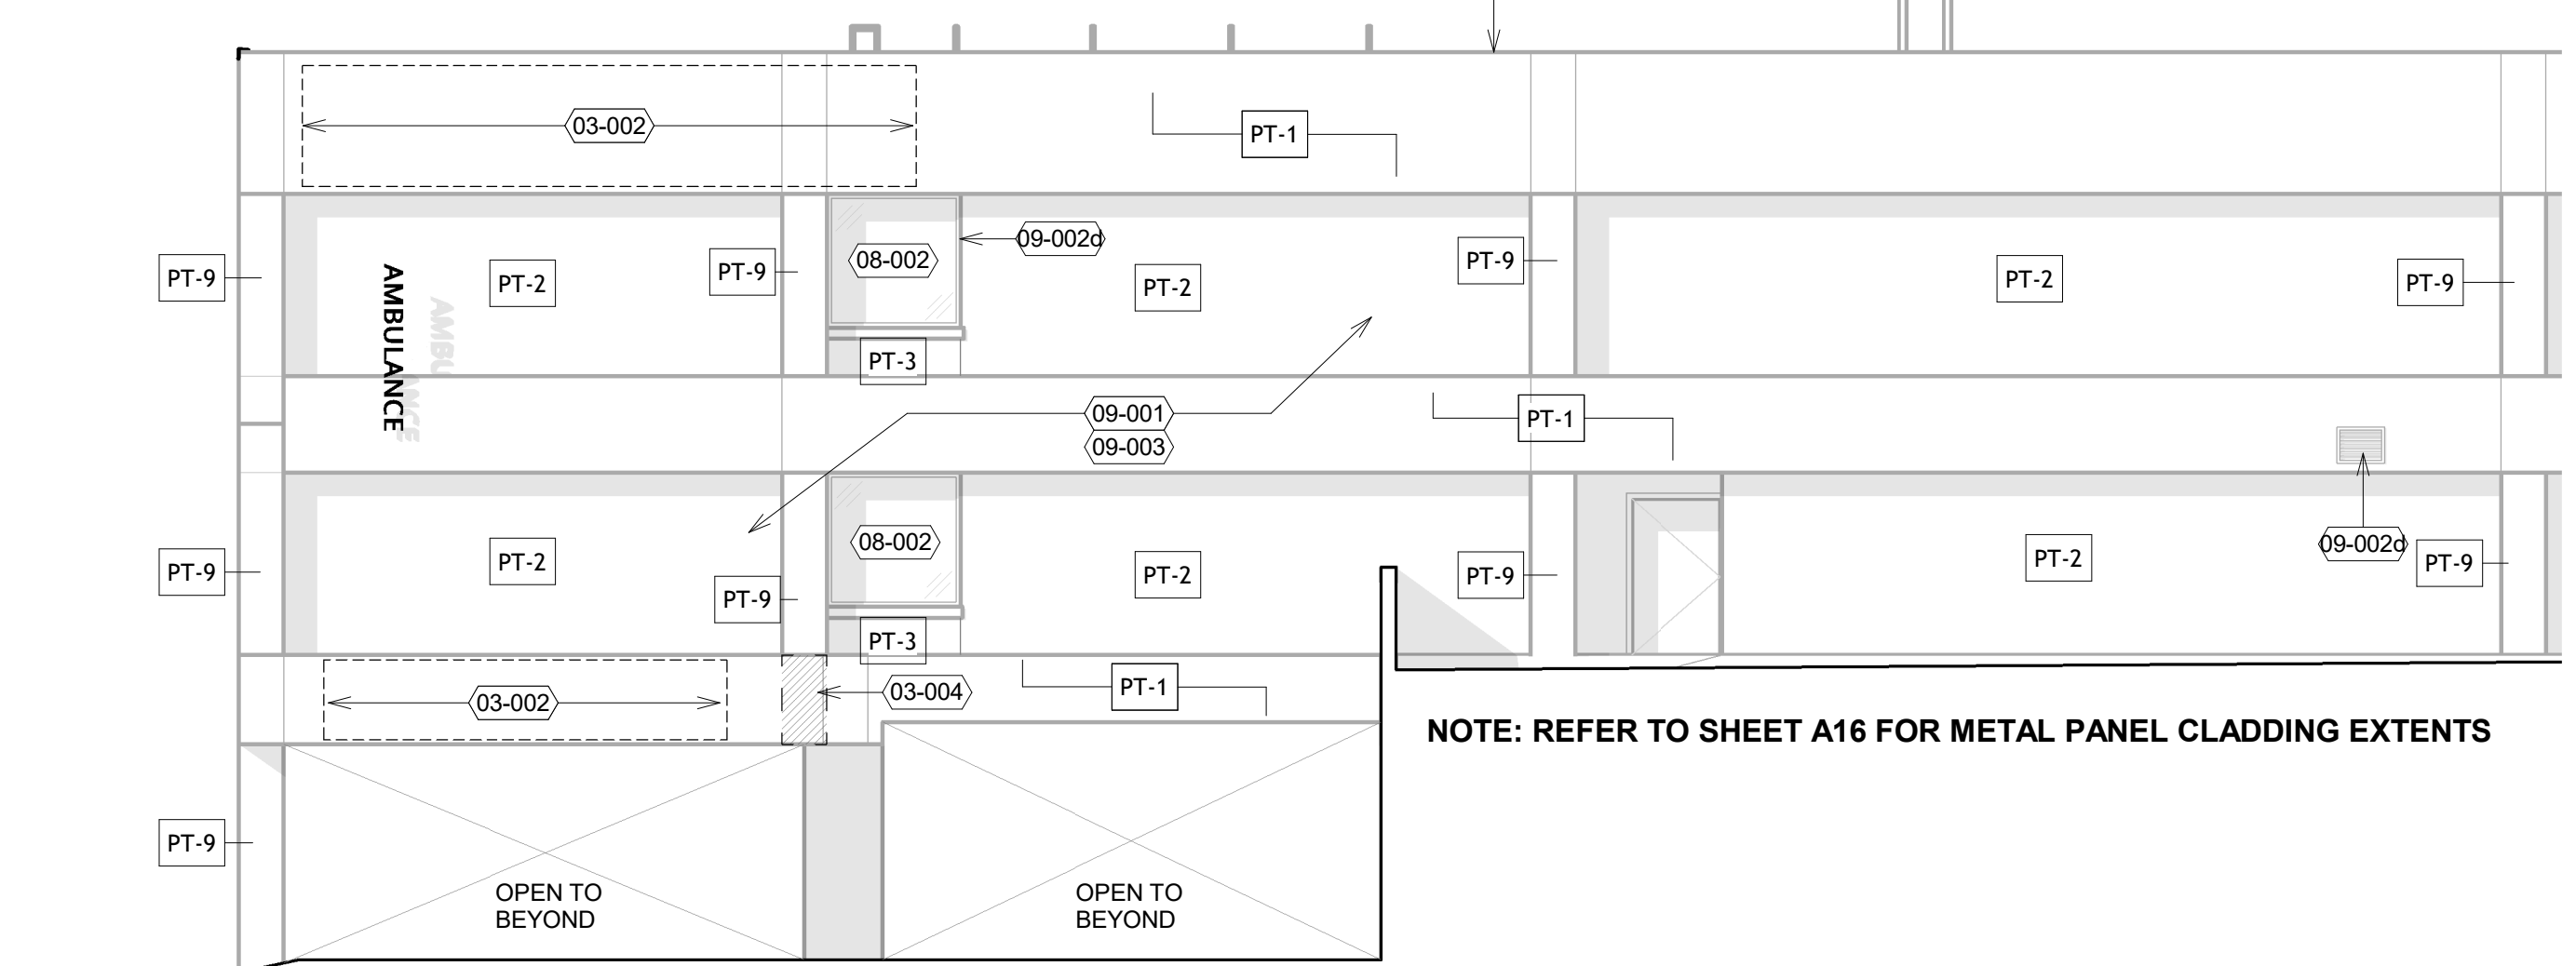 03-002
PT-1
PT-9
AMBULANCE
AMBULANCE
PT-2
PT-9
08-002
09-002d
PT-2
PT-9
PT-2
PT-9
PT-3
09-001
09-003
PT-1
PT-9
PT-2
PT-9
08-002
PT-2
PT-9
PT-2
09-002d
PT-9
PT-3
03-002
03-004
PT-1
NOTE: REFER TO SHEET A16 FOR METAL PANEL CLADDING EXTENTS
PT-9
OPEN TO
BEYOND
OPEN TO
BEYOND